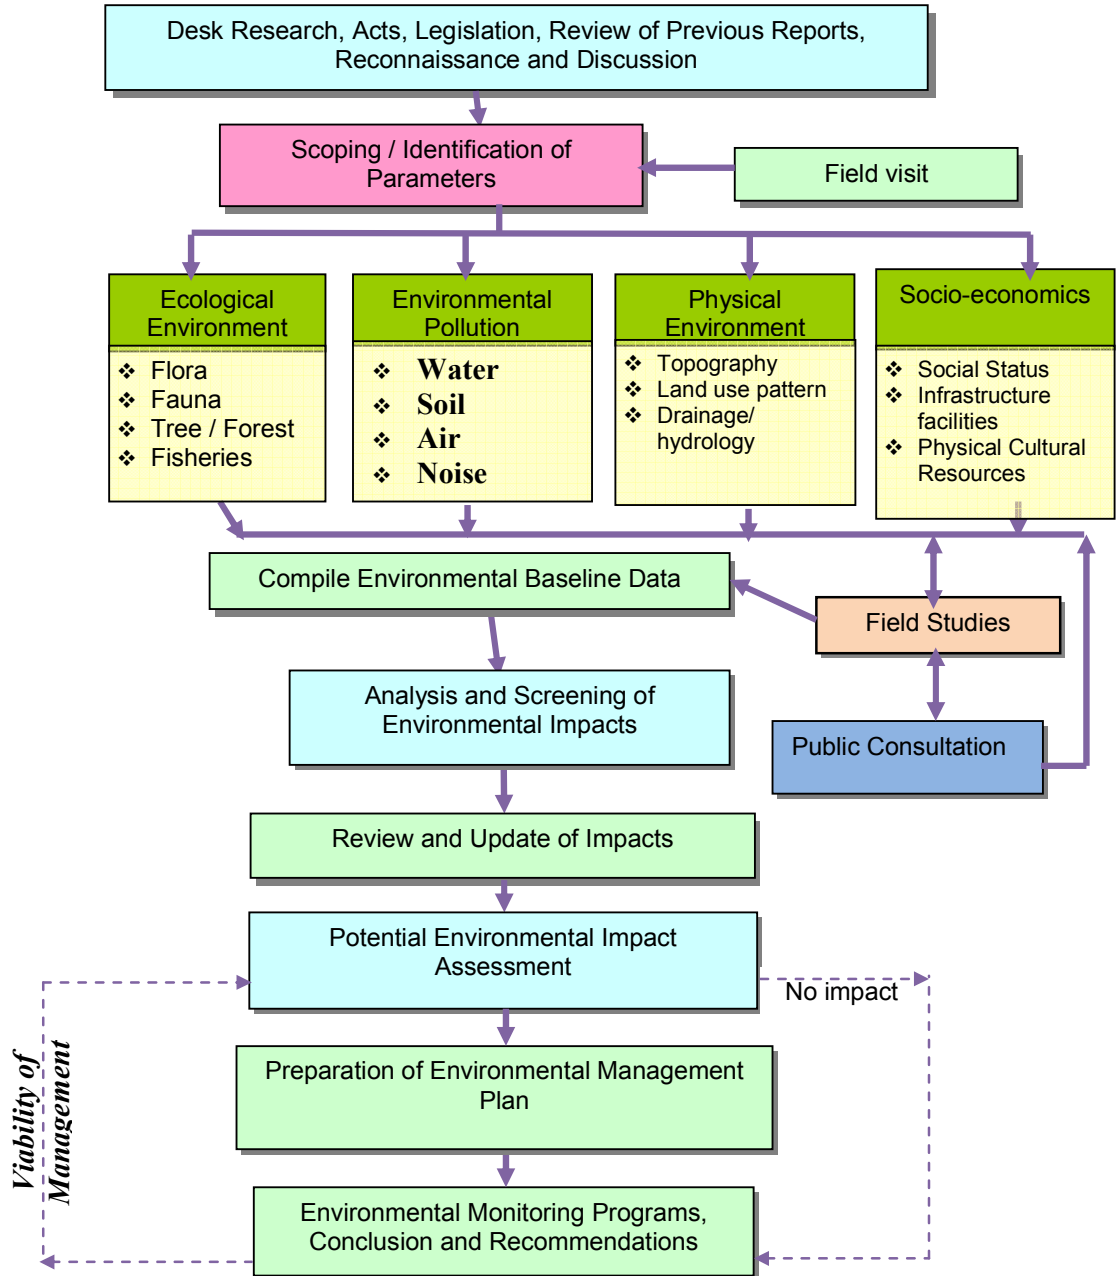 Desk Research, Acts, Legislation, Review of Previous Reports,
Reconnaissance and Discussion
Scoping / Identification of
Parameters
Field visit
Ecological
Environment
❖ Flora
❖ Fauna
❖ Tree / Forest
❖ Fisheries
Environmental
Pollution
❖ Water
❖ Soil
❖ Air
❖ Noise
Physical
Environment
❖ Topography
❖ Land use pattern
❖ Drainage/
hydrology
Socio-economics
❖ Social Status
❖ Infrastructure
facilities
❖ Physical Cultural
Resources
Compile Environmental Baseline Data
Field Studies
Analysis and Screening of
Environmental Impacts
Public Consultation
Review and Update of Impacts
Potential Environmental Impact
Assessment
No impact
Viability of
Management
Preparation of Environmental Management
Plan
Environmental Monitoring Programs,
Conclusion and Recommendations